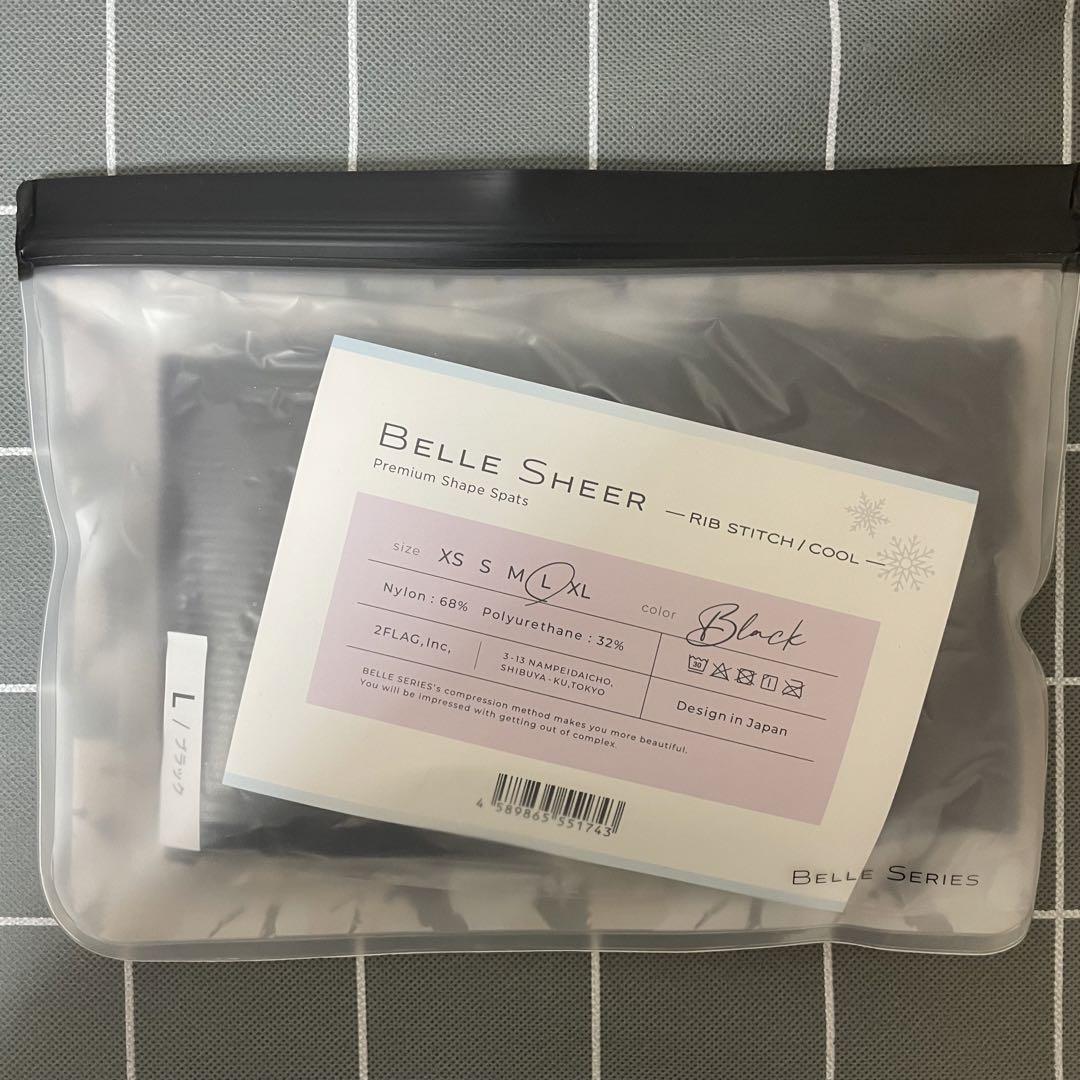 BELLE SHEER
—RIB STITCH / COOL—
Premium Shape Spats
size XS S M L XL
color Black
Nylon : 68% Polyurethane : 32%
30
2FLAG,Inc,
3-13 NAMPEIDAICHO,
SHIBUYA-KU,TOKYO
Design in Japan
BELLE SERIES's compression method makes you more beautiful.
You will be impressed with getting out of complex.
4 589865 551743
BELLE SERIES
L / ブラック